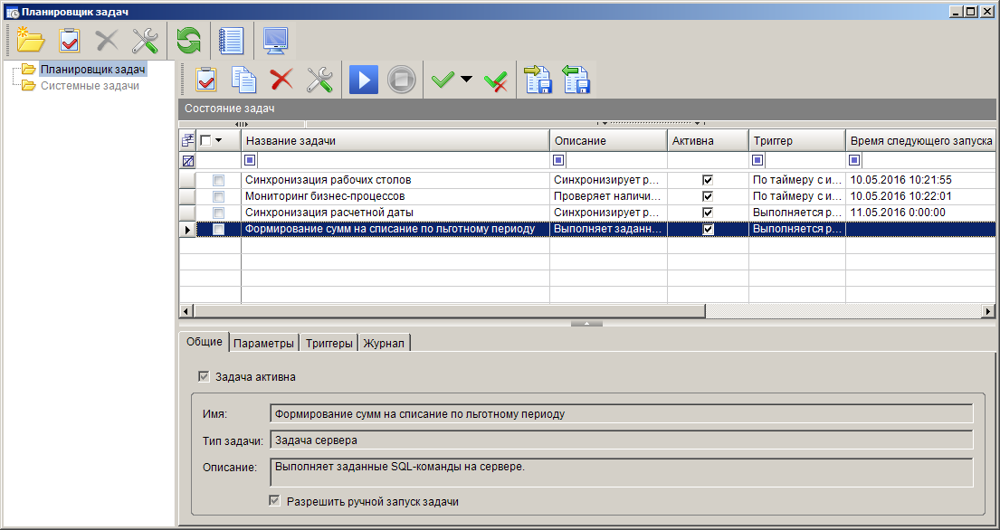 Планировщик задач
Планировщик задач
Системные задачи
Состояние задач
Название задачи Описание Активна Триггер Время следующего запуска
Синхронизация рабочих столов Синхронизирует р... По таймеру с и... 10.05.2016 10:21:55
Мониторинг бизнес-процессов Проверяет наличи... По таймеру с и... 10.05.2016 10:22:01
Синхронизация расчетной даты Синхронизирует р... Выполняется р... 11.05.2016 0:00:00
Формирование сумм на списание по льготному периоду Выполняет заданн... Выполняется р...
Общие Параметры Триггеры Журнал
Задача активна
Имя: Формирование сумм на списание по льготному периоду
Тип задачи: Задача сервера
Описание: Выполняет заданные SQL-команды на сервере.
Разрешить ручной запуск задачи